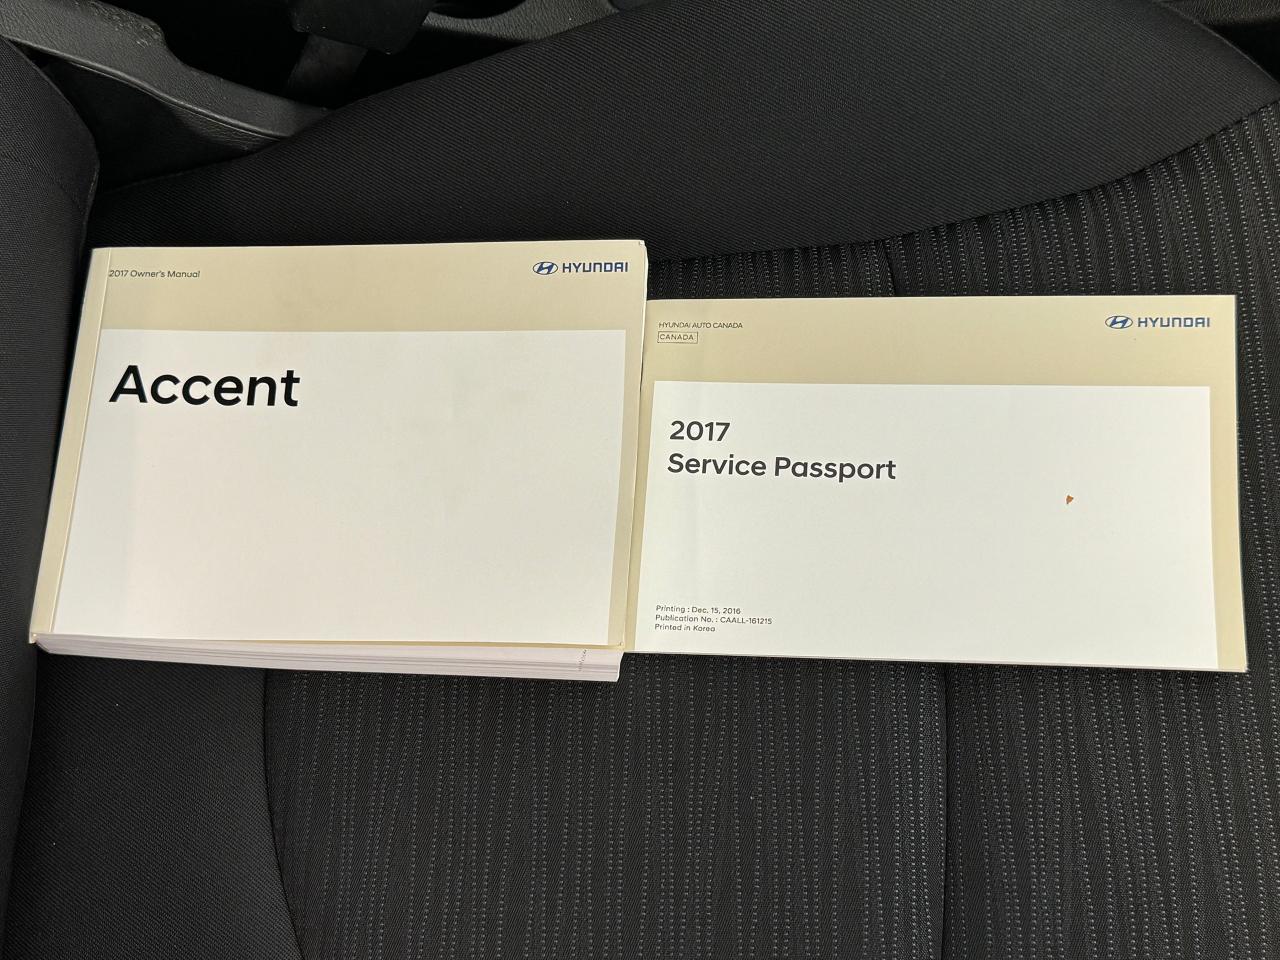 2017 Owner's Manual
HYUNDAI
Accent
HYUNDAI AUTO CANADA
CANADA
HYUNDAI
2017
Service Passport
Printing : Dec. 15, 2016
Publication No. : CAALL-161215
Printed in Korea